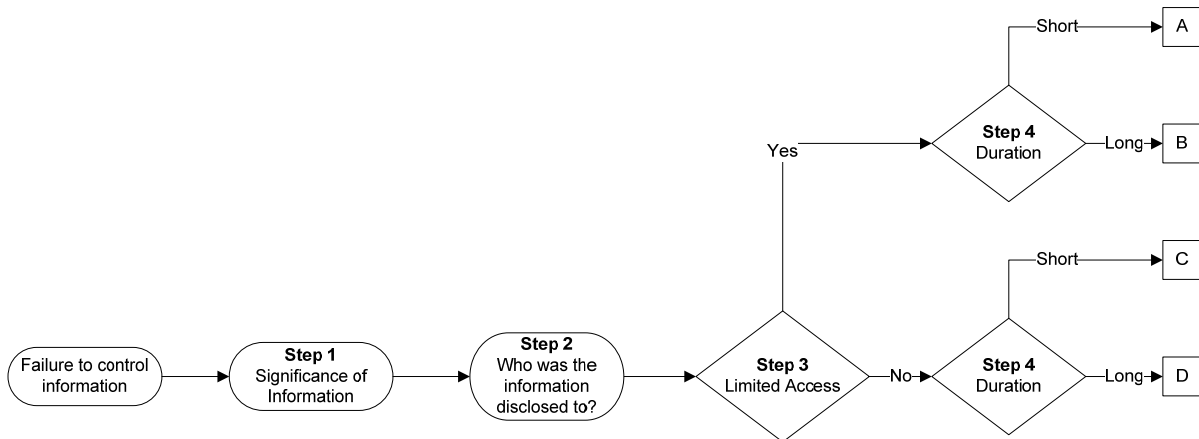 Short
A
Step 4
Duration
Long
B
Yes
Short
C
Failure to control
information
Step 1
Significance of
Information
Step 2
Who was the
information
disclosed to?
Step 3
Limited Access
No
Step 4
Duration
Long
D